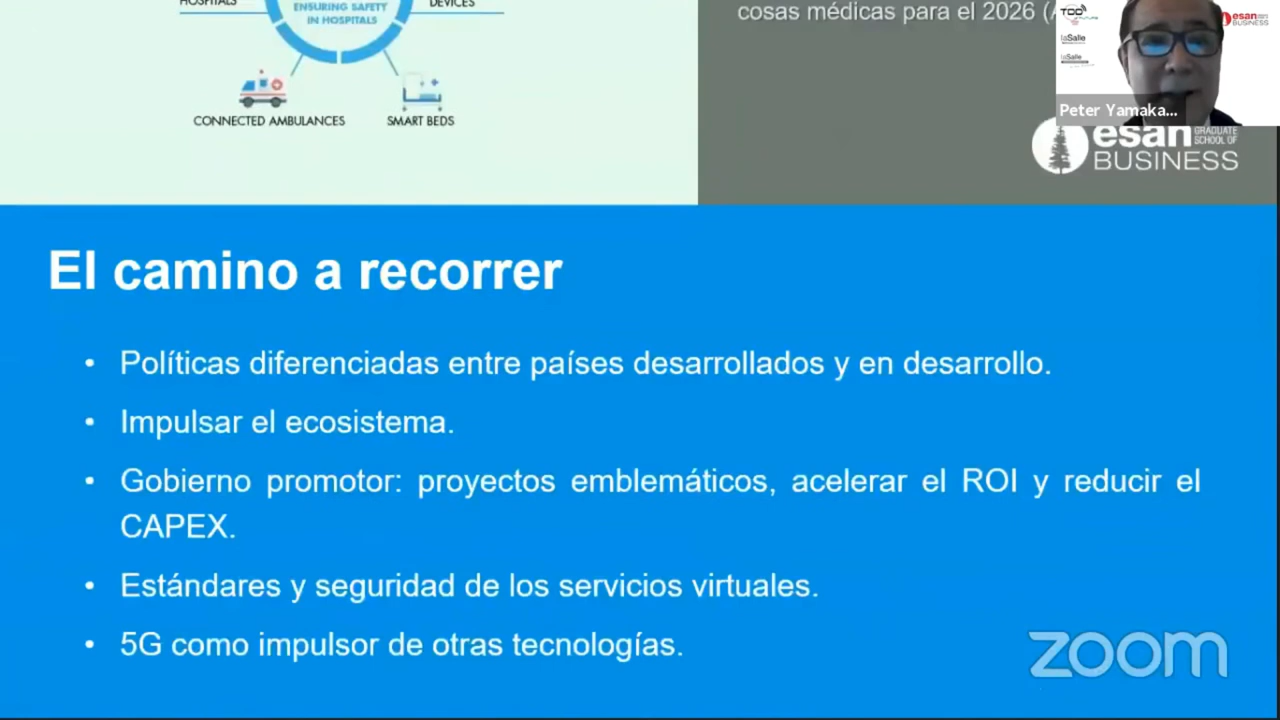 HOSPITALS
ENSURING SAFETY
IN HOSPITALS
DEVICES
CONNECTED AMBULANCES
SMART BEDS
cosas médicas para el 2026 (A
laSalle
laSalle
esan
BUSINESS
Peter Yamaka...
esan GRADUATE
SCHOOL OF
BUSINESS
El camino a recorrer
• Políticas diferenciadas entre países desarrollados y en desarrollo.
• Impulsar el ecosistema.
• Gobierno promotor: proyectos emblemáticos, acelerar el ROI y reducir el
CAPEX.
• Estándares y seguridad de los servicios virtuales.
• 5G como impulsor de otras tecnologías.
zoom